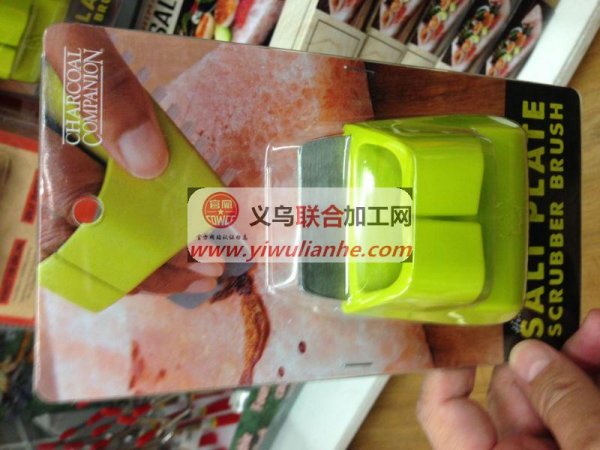 CHARCOAL
COMPANION
SALT PLATE
SCRUBBER BRUSH
义乌联合加工网
www.yiwulianhe.com